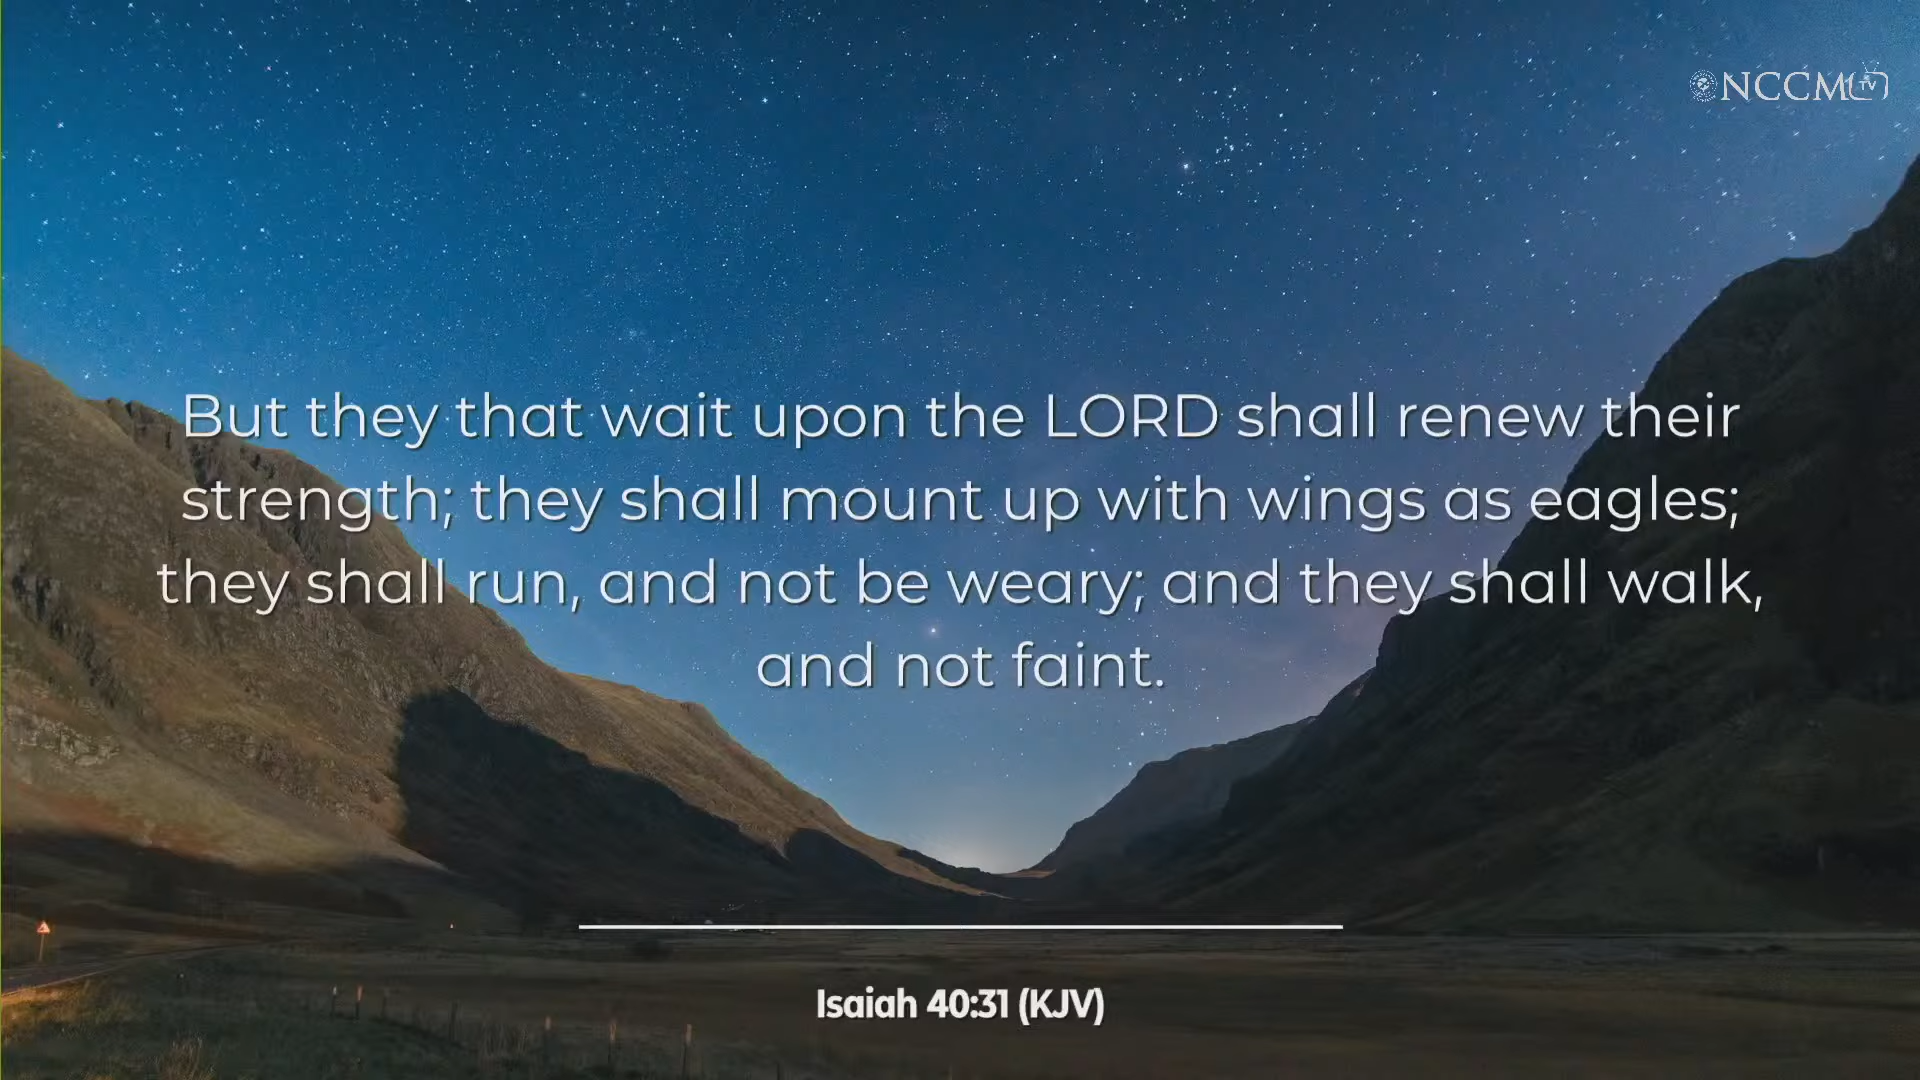 NCCM TV
But they that wait upon the LORD shall renew their
strength; they shall mount up with wings as eagles;
they shall run, and not be weary; and they shall walk,
and not faint.
Isaiah 40:31 (KJV)